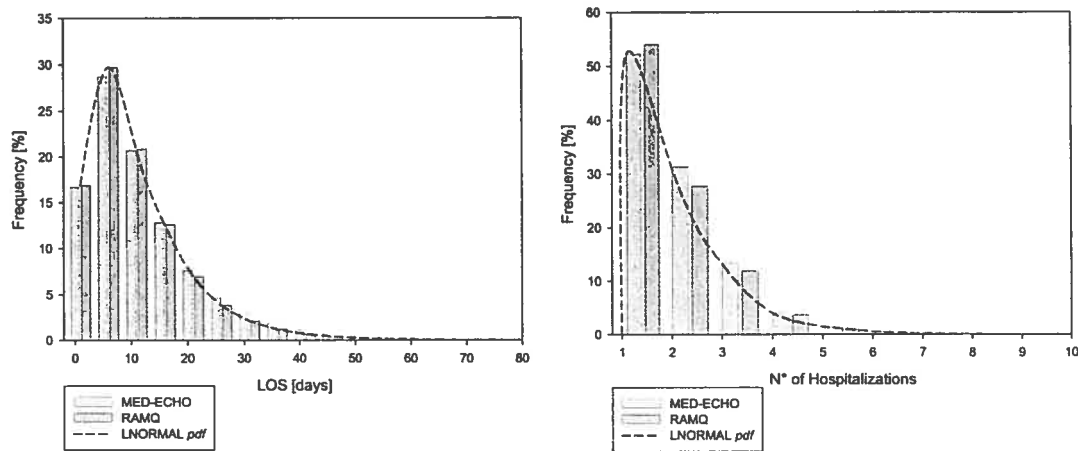 35
30
25
20
15
10
5
0
Frequency [%]
0 10 20 30 40 50 60 70 80
LOS [days]
MED-ECHO
RAMQ
LNORMAL pdf
60
50
40
30
20
10
0
Frequency [%]
1 2 3 4 5 6 7 8 9 10
N° of Hospitalizations
MED-ECHO
RAMQ
LNORMAL pdf